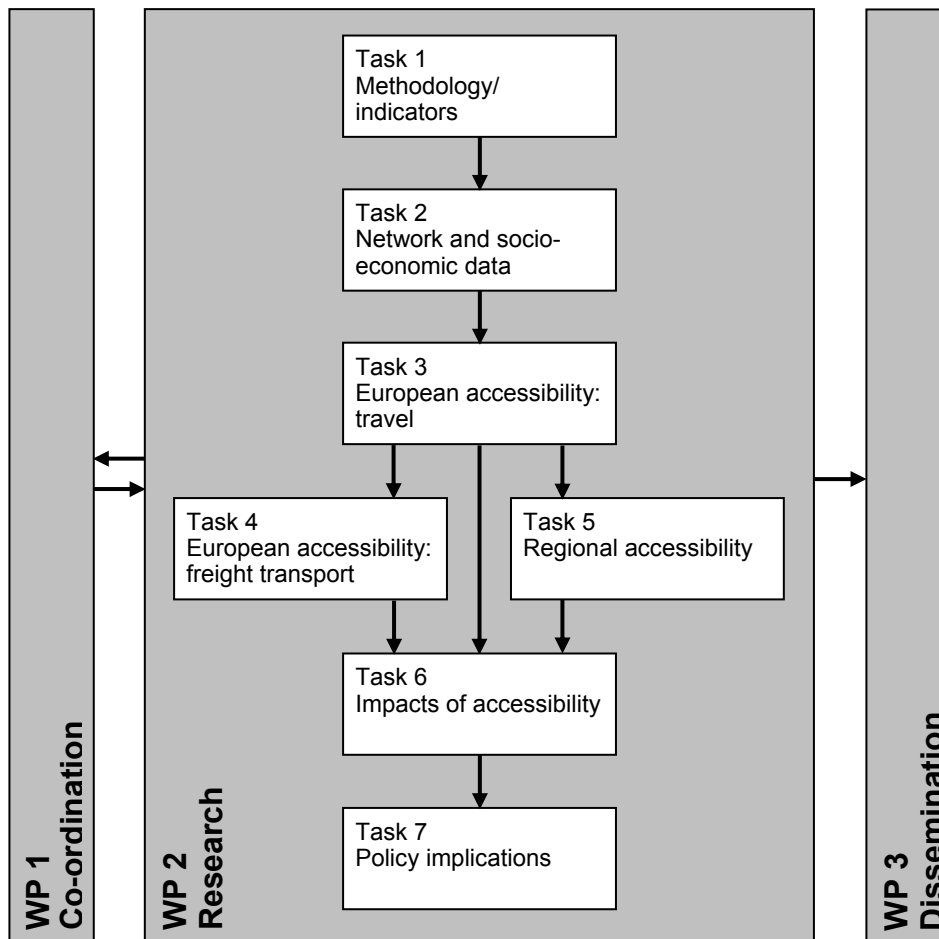 Task 1
Methodology/
indicators
Task 2
Network and socio-
economic data
Task 3
European accessibility:
travel
Task 4
European accessibility:
freight transport
Task 5
Regional accessibility
Task 6
Impacts of accessibility
Task 7
Policy implications
WP 1
Co-ordination
WP 2
Research
WP 3
Dissemination